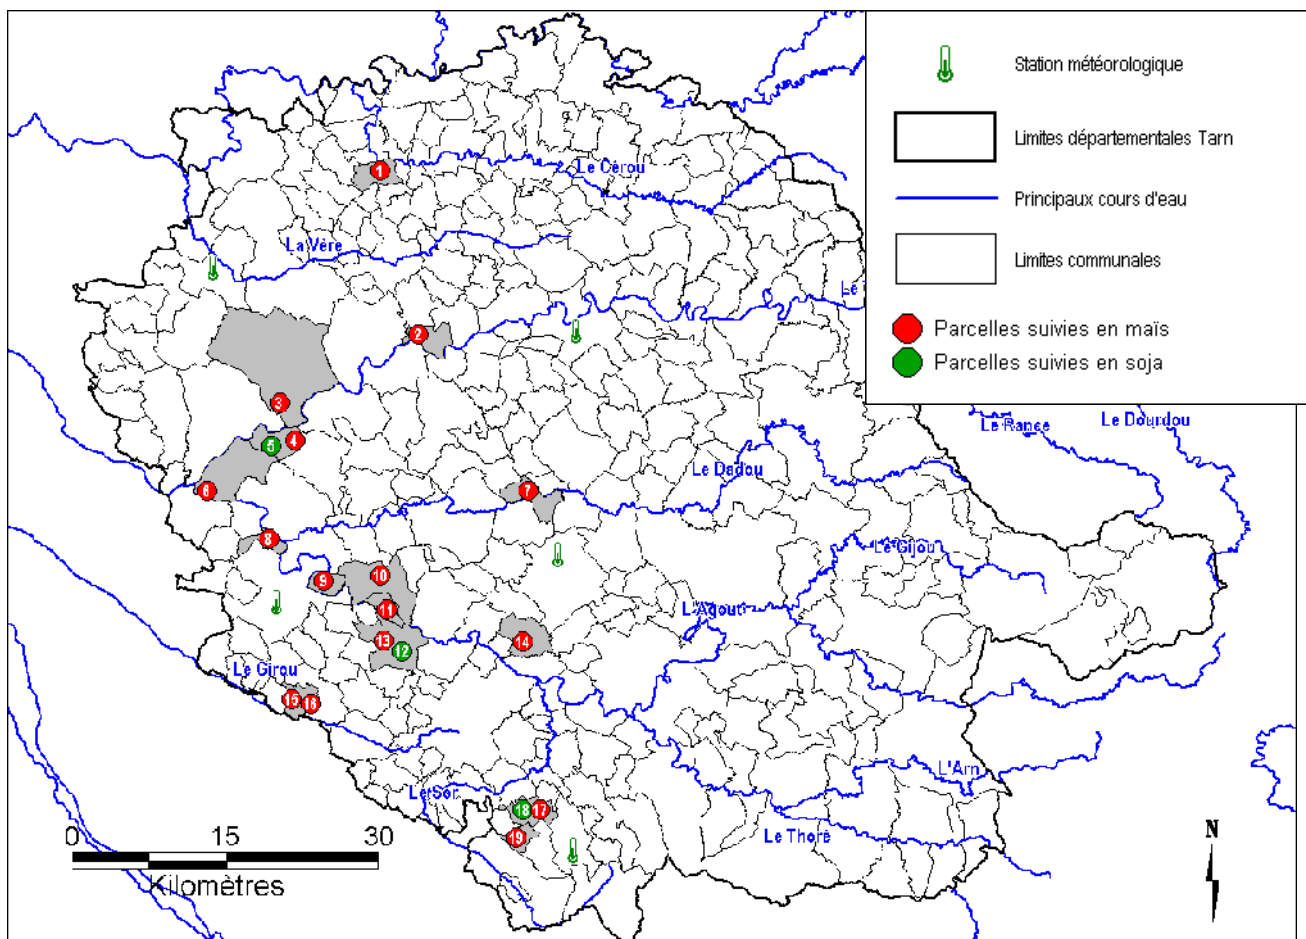 Station météorologique
Limites départementales Tarn
Principaux cours d'eau
Limites communales
Parcelles suivies en maïs
Parcelles suivies en soja
1
Le Cérou
La Vère
Le
2
3
4
5
6
Le Rance
Le Dourdou
Le Dadou
7
8
Le Gijou
9
10
11
L'Agout
13
12
14
Le Girou
15
16
L'Arn
Le Sor
18
17
19
Le Thoré
0 15 30
Kilomètres
N